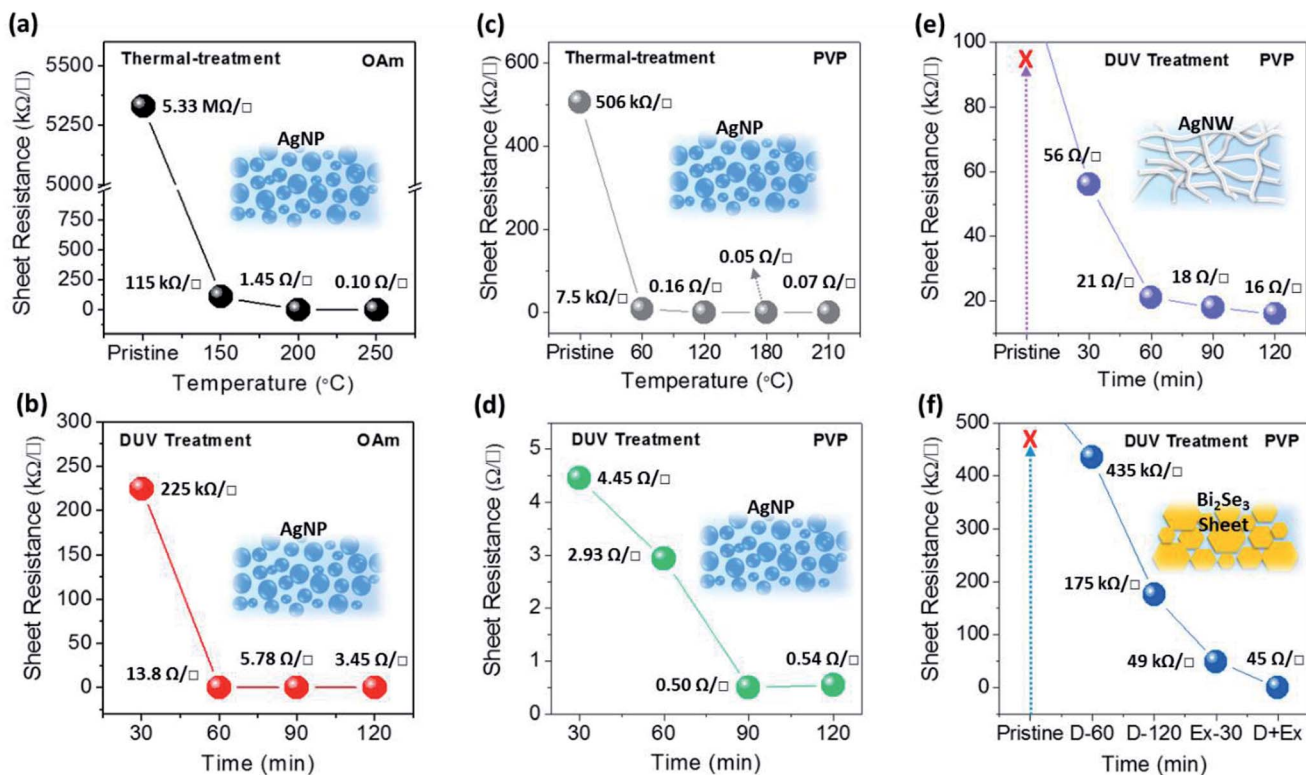 (a)
Thermal-treatment OAm
5.33 MΩ/□
AgNP
115 kΩ/□
1.45 Ω/□
0.10 Ω/□
5500
5250
5000
750
500
250
0
Sheet Resistance (kΩ/□)
Pristine 150 200 250
Temperature (°C)
(c)
Thermal-treatment PVP
506 kΩ/□
AgNP
7.5 kΩ/□
0.16 Ω/□
0.05 Ω/□
0.07 Ω/□
600
400
200
0
Sheet Resistance (kΩ/□)
Pristine 60 120 180 210
Temperature (°C)
(e)
DUV Treatment PVP
X
AgNW
56 Ω/□
21 Ω/□
18 Ω/□
16 Ω/□
100
80
60
40
20
Sheet Resistance (kΩ/□)
Pristine 30 60 90 120
Time (min)
(b)
DUV Treatment OAm
225 kΩ/□
AgNP
13.8 Ω/□
5.78 Ω/□
3.45 Ω/□
300
250
200
150
100
50
0
Sheet Resistance (kΩ/□)
30 60 90 120
Time (min)
(d)
DUV Treatment PVP
4.45 Ω/□
2.93 Ω/□
AgNP
0.50 Ω/□
0.54 Ω/□
5
4
3
2
1
0
Sheet Resistance (Ω/□)
30 60 90 120
Time (min)
(f)
DUV Treatment PVP
X
435 kΩ/□
Bi₂Se₃
Sheet
175 kΩ/□
49 kΩ/□
45 Ω/□
500
400
300
200
100
0
Sheet Resistance (kΩ/□)
Pristine D-60 D-120 Ex-30 D+Ex
Time (min)